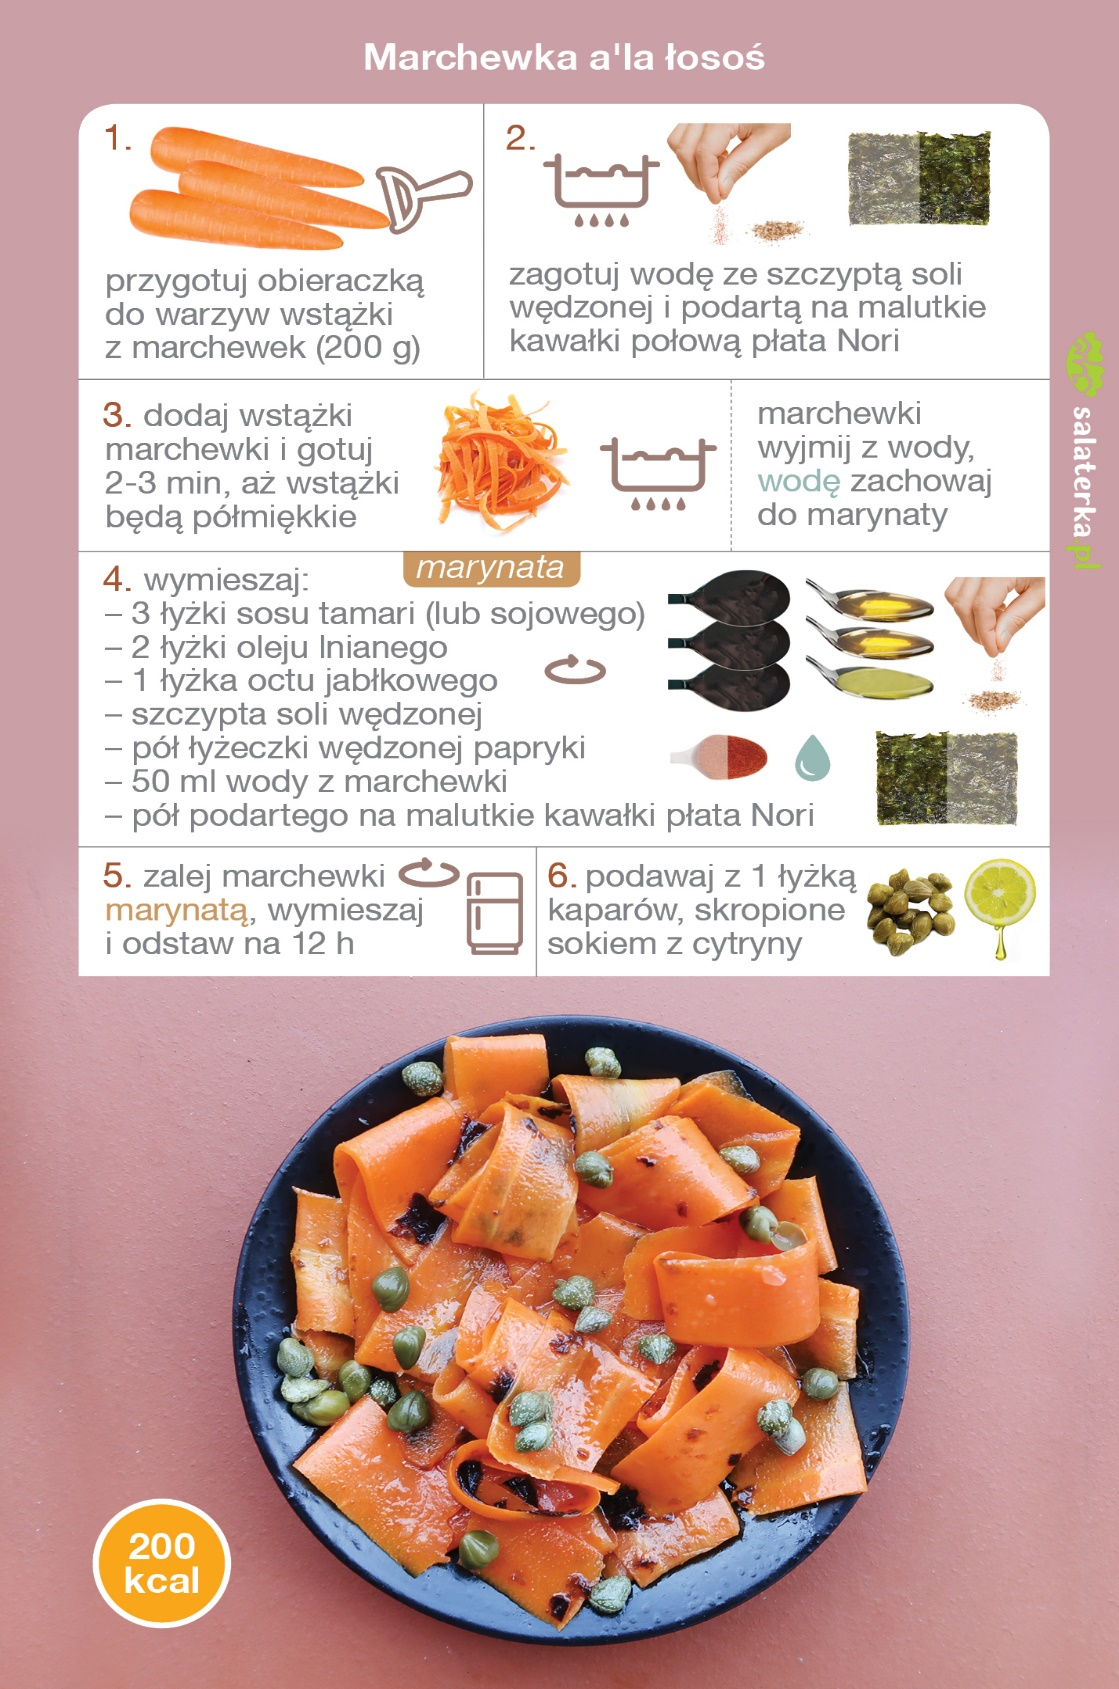 Marchewka a'la łosoś
1.
przygotuj obieraczką
do warzyw wstążki
z marchewek (200 g)
2.
zagotuj wodę ze szczyptą soli
wędzonej i podartą na malutkie
kawałki połową płata Nori
3. dodaj wstążki
marchewki i gotuj
2-3 min, aż wstążki
będą półmiękkie
marchewki
wyjmij z wody,
wodę zachowaj
do marynaty
marynata
4. wymieszaj:
– 3 łyżki sosu tamari (lub sojowego)
– 2 łyżki oleju lnianego
– 1 łyżka octu jabłkowego
– szczypta soli wędzonej
– pół łyżeczki wędzonej papryki
– 50 ml wody z marchewki
– pół podartego na malutkie kawałki płata Nori
5. zalej marchewki
marynatą, wymieszaj
i odstaw na 12 h
6. podawaj z 1 łyżką
kaparów, skropione
sokiem z cytryny
salaterka.pl
200
kcal